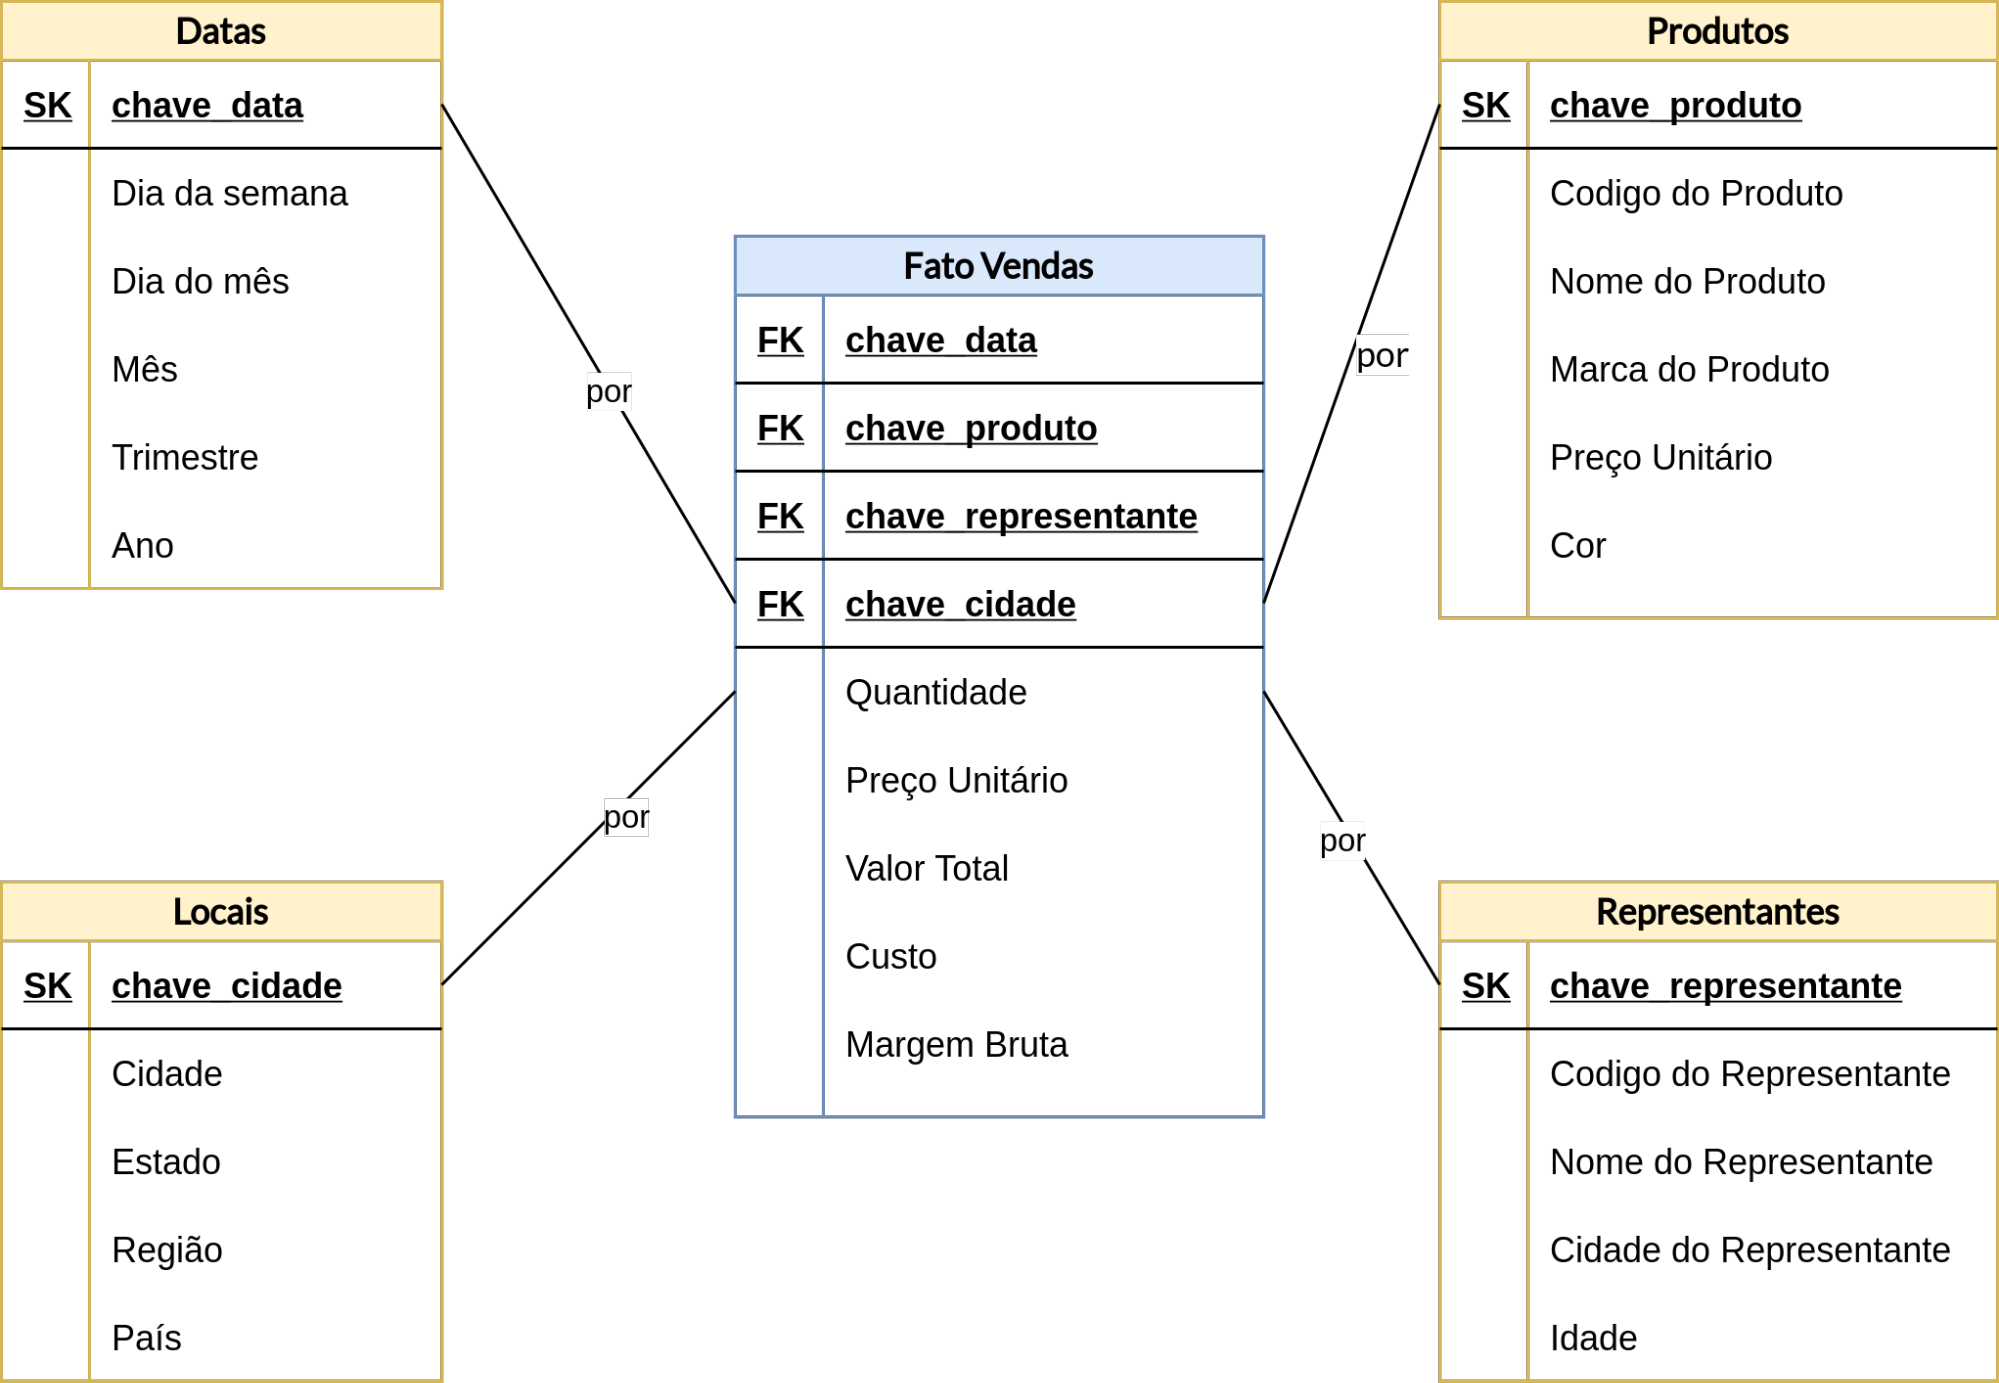 Datas
SK chave_data
Dia da semana
Dia do mês
Mês
Trimestre
Ano
Produtos
SK chave_produto
Codigo do Produto
Nome do Produto
Marca do Produto
Preço Unitário
Cor
Fato Vendas
FK chave_data
FK chave_produto
FK chave_representante
FK chave_cidade
Quantidade
Preço Unitário
Valor Total
Custo
Margem Bruta
por
por
por
por
Locais
SK chave_cidade
Cidade
Estado
Região
País
Representantes
SK chave_representante
Codigo do Representante
Nome do Representante
Cidade do Representante
Idade